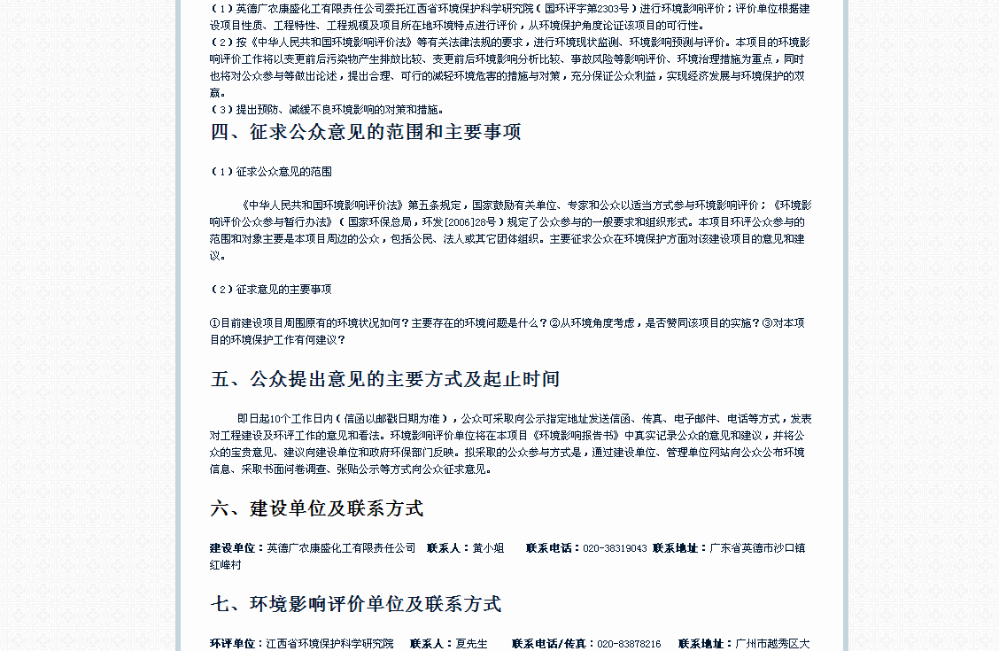 （1）英德广农康盛化工有限责任公司委托江西省环境保护科学研究院（国环评字第2303号）进行环境影响评价；评价单位根据建
设项目性质、工程特性、工程规模及项目所在地环境特点进行评价，从环境保护角度论证该项目的可行性。
（2）按《中华人民共和国环境影响评价法》等有关法律法规的要求，进行环境现状监测、环境影响预测与评价。本项目的环境影
响评价工作将以变更前后污染物产生排放比较、变更前后环境影响分析比较、事故风险等影响评价、环境治理措施为重点，同时
也将对公众参与等做出论述，提出合理、可行的减轻环境危害的措施与对策，充分保证公众利益，实现经济发展与环境保护的双
赢。
（3）提出预防、减缓不良环境影响的对策和措施。
四、征求公众意见的范围和主要事项
（1）征求公众意见的范围
《中华人民共和国环境影响评价法》第五条规定，国家鼓励有关单位、专家和公众以适当方式参与环境影响评价；《环境影
响评价公众参与暂行办法》（国家环保总局，环发[2006]28号）规定了公众参与的一般要求和组织形式。本项目环评公众参与的
范围和对象主要是本项目周边的公众，包括公民、法人或其它团体组织。主要征求公众在环境保护方面对该建设项目的意见和建
议。
（2）征求意见的主要事项
①目前建设项目周围原有的环境状况如何？主要存在的环境问题是什么？②从环境角度考虑，是否赞同该项目的实施？③对本项
目的环境保护工作有何建议？
五、公众提出意见的主要方式及起止时间
即日起10个工作日内（信函以邮戳日期为准），公众可采取向公示指定地址发送信函、传真、电子邮件、电话等方式，发表
对工程建设及环评工作的意见和看法。环境影响评价单位将在本项目《环境影响报告书》中真实记录公众的意见和建议，并将公
众的宝贵意见、建议向建设单位和政府环保部门反映。拟采取的公众参与方式是，通过建设单位、管理单位网站向公众公布环境
信息、采取书面问卷调查、张贴公示等方式向公众征求意见。
六、建设单位及联系方式
建设单位：英德广农康盛化工有限责任公司 联系人：黄小姐 联系电话：020-38319043 联系地址：广东省英德市沙口镇
红峰村
七、环境影响评价单位及联系方式
环评单位：江西省环境保护科学研究院 联系人：夏先生 联系电话/传真：020-83878216 联系地址：广州市越秀区大